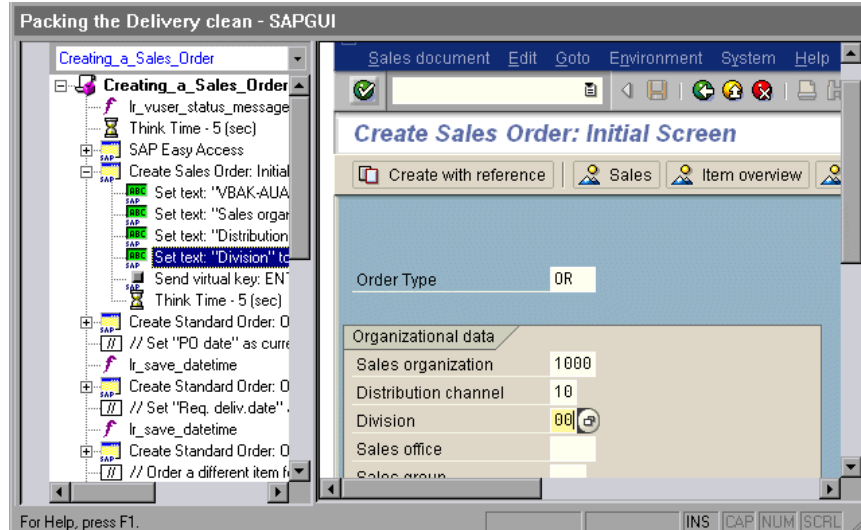 Packing the Delivery clean - SAPGUI
Creating_a_Sales_Order
Creating_a_Sales_Order
lr_vuser_status_message
Think Time - 5 (sec)
SAP Easy Access
Create Sales Order: Initial
Set text: "VBAK-AUA
Set text: "Sales organ
Set text: "Distribution
Set text: "Division" to
Send virtual key: ENT
Think Time - 5 (sec)
Create Standard Order: O
// Set "PO date" as curre
lr_save_datetime
Create Standard Order: O
// Set "Req. deliv.date"
lr_save_datetime
Create Standard Order: O
// Order a different item f
Sales document Edit Goto Environment System Help
Create Sales Order: Initial Screen
Create with reference Sales Item overview
Order Type OR
Organizational data
Sales organization 1000
Distribution channel 10
Division 00
Sales office
Sales group
For Help, press F1.
INS CAP NUM SCRL